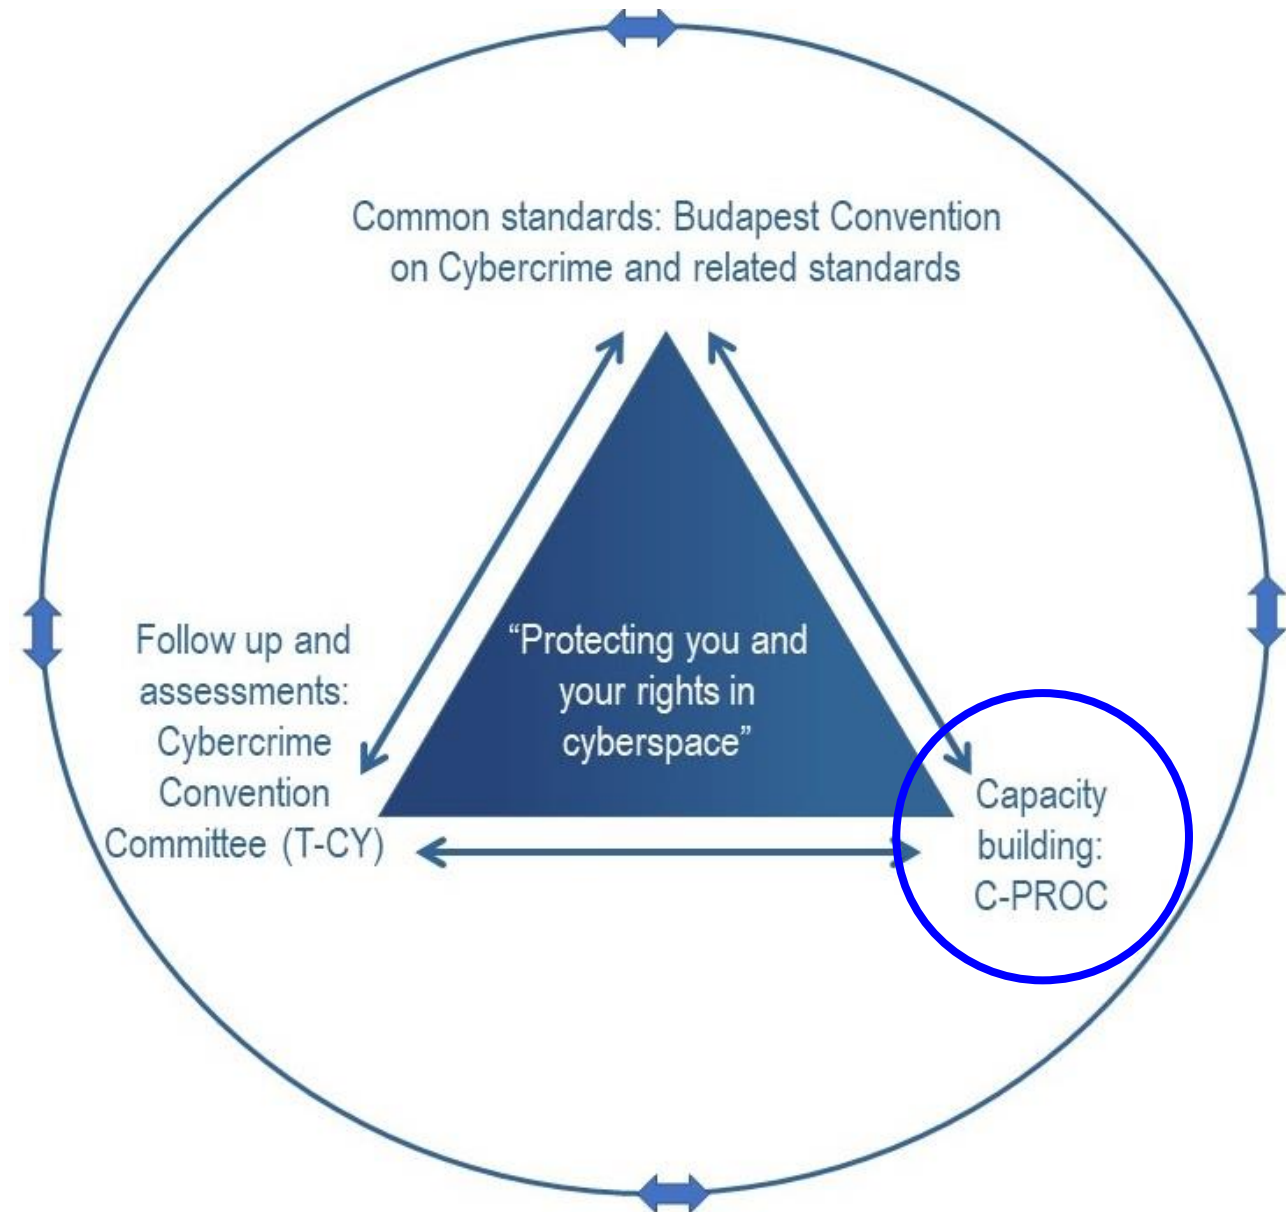 Common standards: Budapest Convention
on Cybercrime and related standards
Follow up and
assessments:
Cybercrime
Convention
Committee (T-CY)
“Protecting you and
your rights in
cyberspace”
Capacity
building:
C-PROC